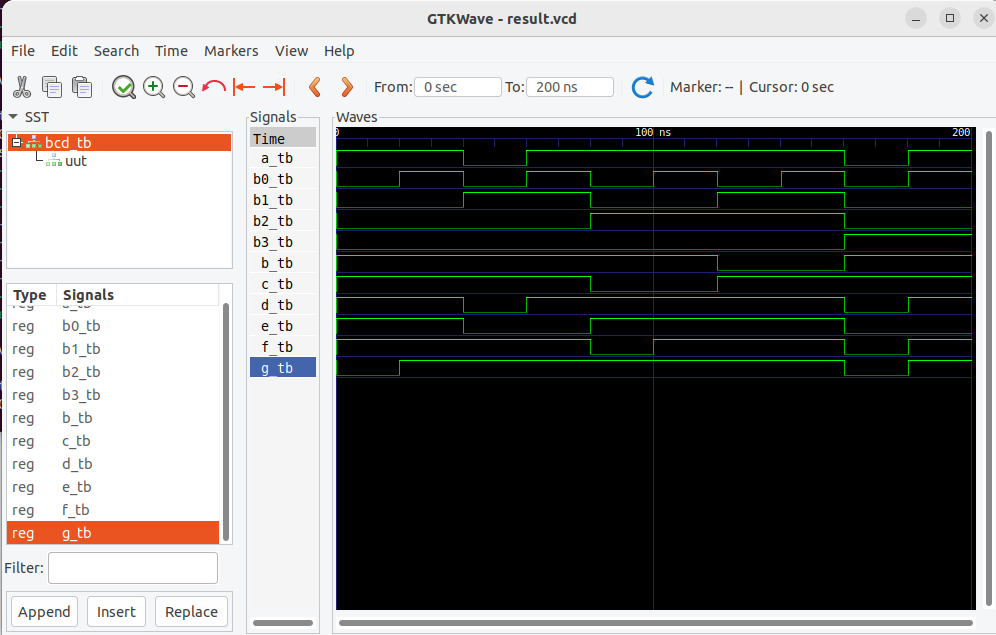 GTKWave - result.vcd
File Edit Search Time Markers View Help
From: 0 sec To: 200 ns Marker: -- | Cursor: 0 sec
SST
bcd_tb
uut
Type Signals
reg b0_tb
reg b1_tb
reg b2_tb
reg b3_tb
reg b_tb
reg c_tb
reg d_tb
reg e_tb
reg f_tb
reg g_tb
Filter:
Append Insert Replace
Signals
Time
a_tb
b0_tb
b1_tb
b2_tb
b3_tb
b_tb
c_tb
d_tb
e_tb
f_tb
g_tb
Waves
0 100 ns 200